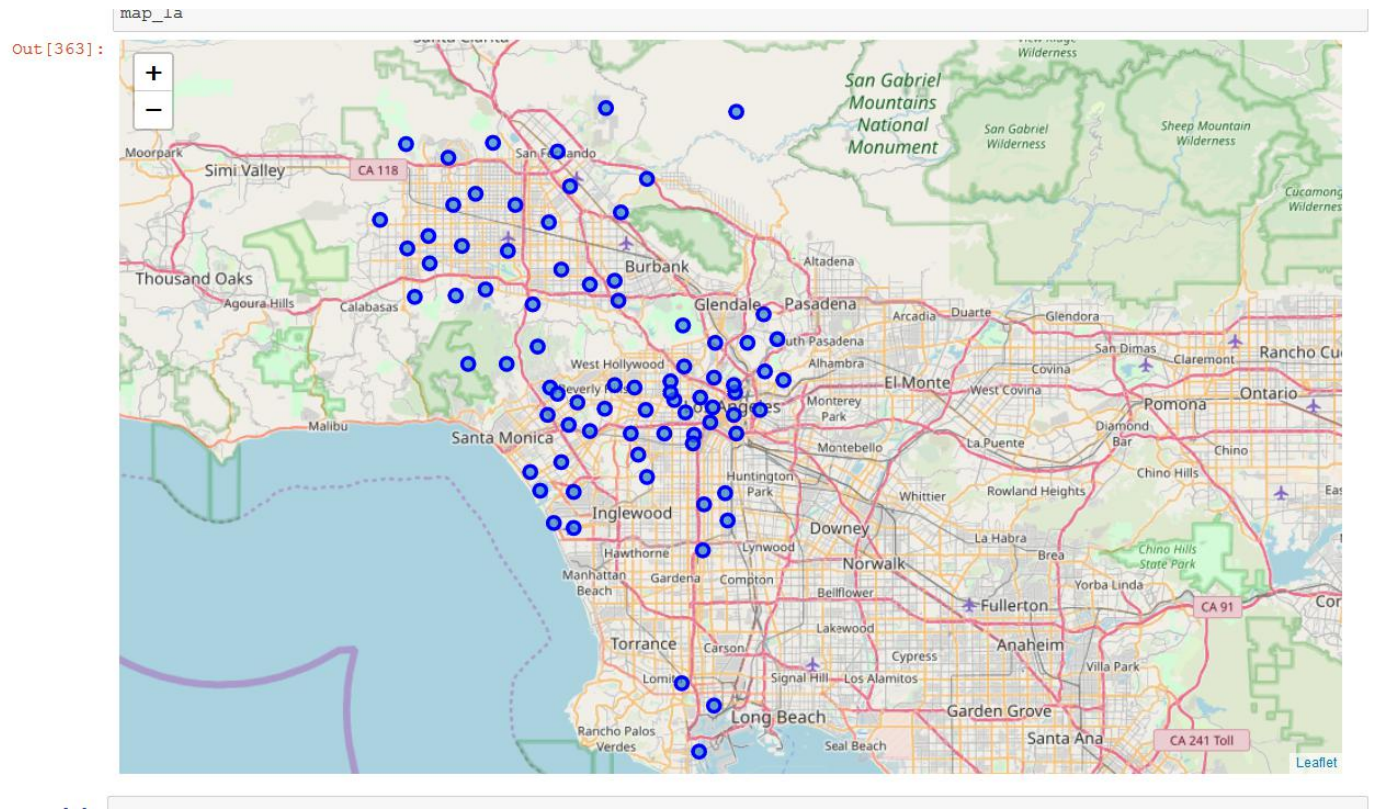 map_la
Out[363]:
+
−
San Gabriel
Mountains
National
Monument
Wilderness
San Gabriel
Wilderness
Sheep Mountain
Wilderness
Moorpark
Simi Valley
CA 118
San Fernando
Thousand Oaks
Agoura Hills
Calabasas
Burbank
Altadena
Glendale
Pasadena
Arcadia
Duarte
Glendora
uth Pasadena
San Dimas
Claremont
Rancho Cu
West Hollywood
Alhambra
Covina
El Monte
West Covina
Ontario
Pomona
Monterey
Park
Malibu
Santa Monica
Montebello
La Puente
Diamond
Bar
Chino
Chino Hills
Huntington
Park
Whittier
Rowland Heights
Inglewood
Downey
La Habra
Brea
Chino Hills
State Park
Hawthorne
Lynwood
Norwalk
Manhattan
Beach
Gardena
Compton
Bellflower
Yorba Linda
Fullerton
CA 91
Lakewood
Torrance
Carson
Cypress
Anaheim
Villa Park
Lomit
Signal Hill
Los Alamitos
Rancho Palos
Verdes
Long Beach
Garden Grove
Seal Beach
Santa Ana
CA 241 Toll
Leaflet